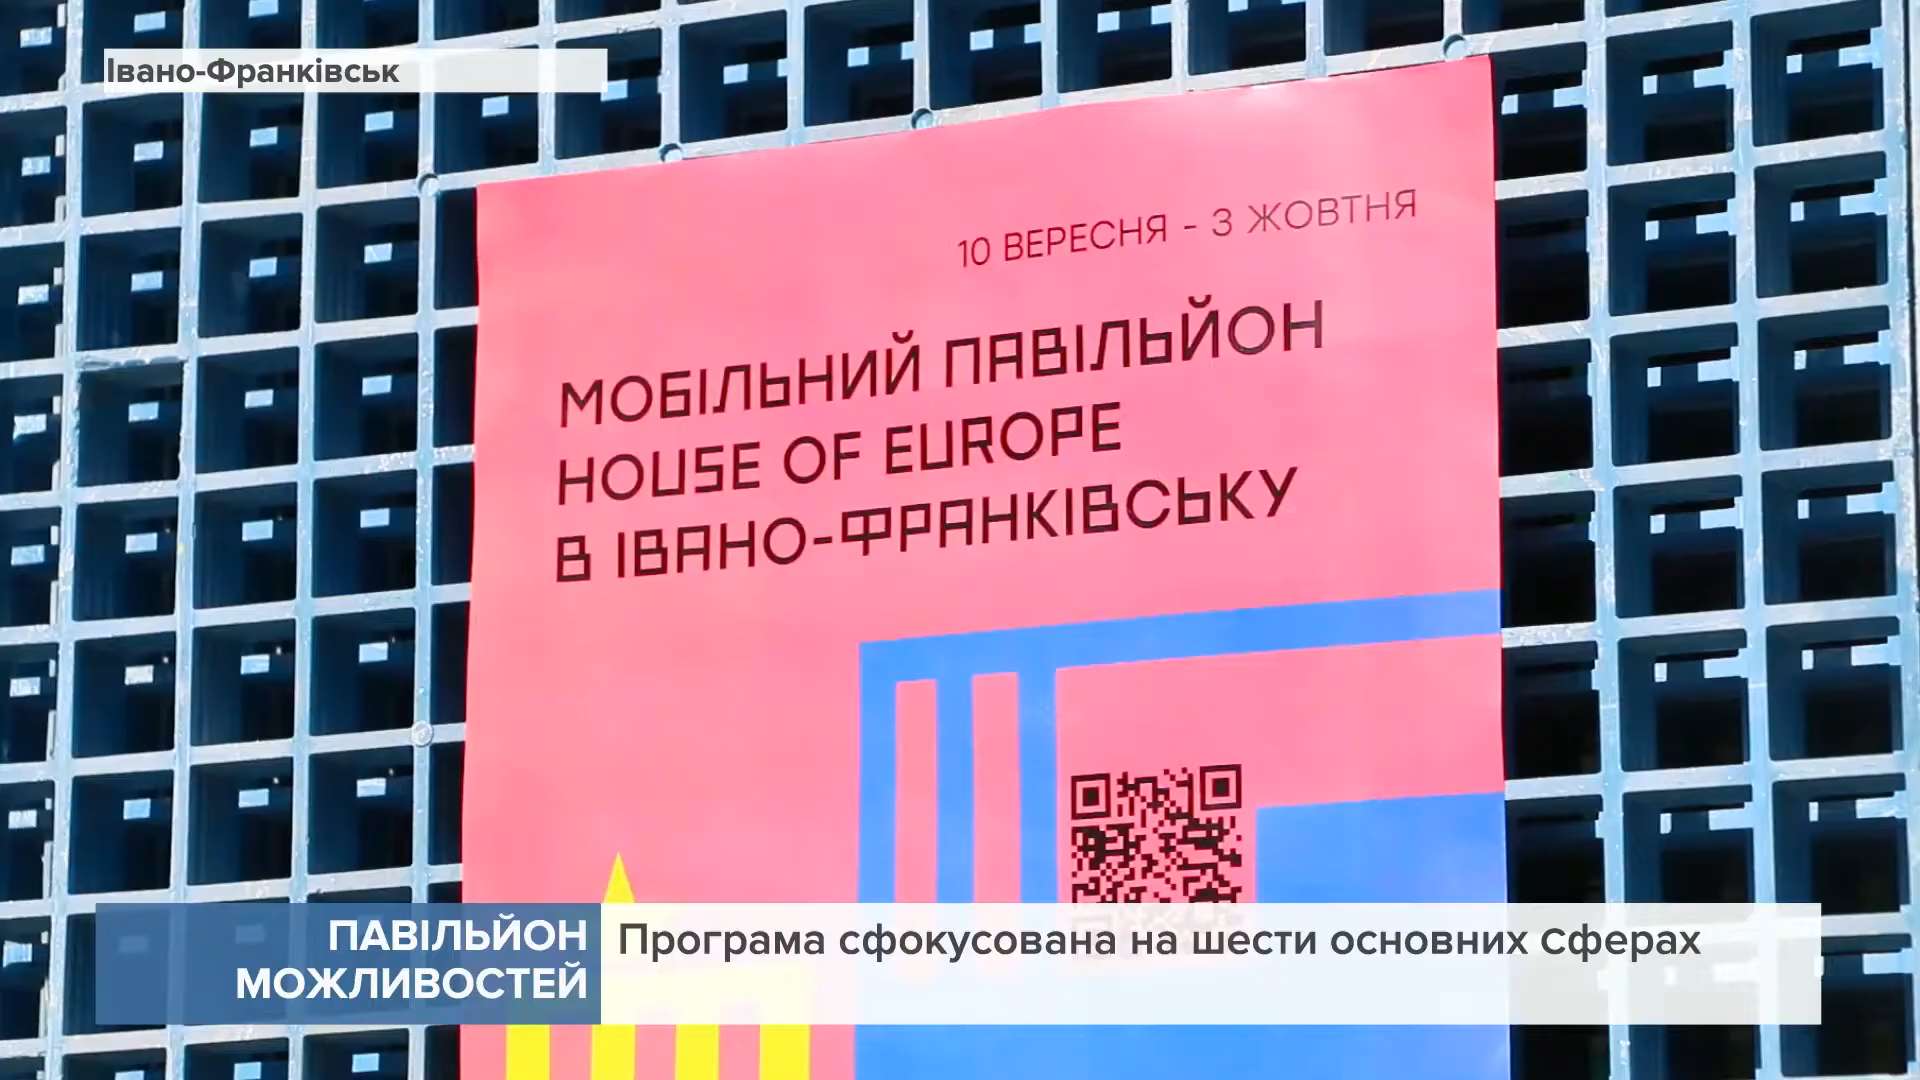 Івано-Франківськ
10 ВЕРЕСНЯ - 3 ЖОВТНЯ
МОБІЛЬНИЙ ПАВІЛЬЙОН
HOUSE OF EUROPE
В ІВАНО-ФРАНКІВСЬКУ
ПАВІЛЬЙОН
МОЖЛИВОСТЕЙ
Програма сфокусована на шести основних Сферах